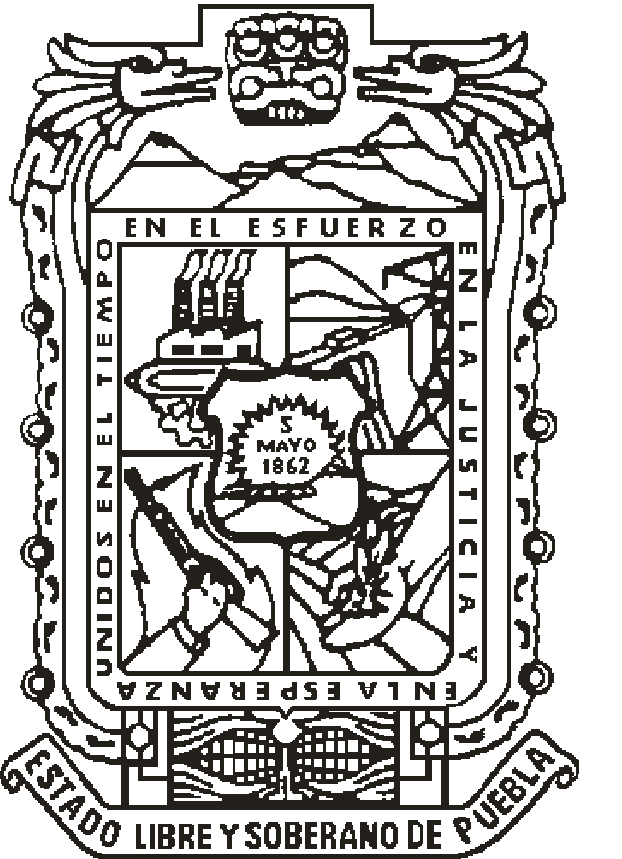 UNIDOS EN EL TIEMPO
EN EL ESFUERZO
EN LA JUSTICIA Y
EN LA ESPERANZA
5
MAYO
1862
ESTADO LIBRE Y SOBERANO DE PUEBLA